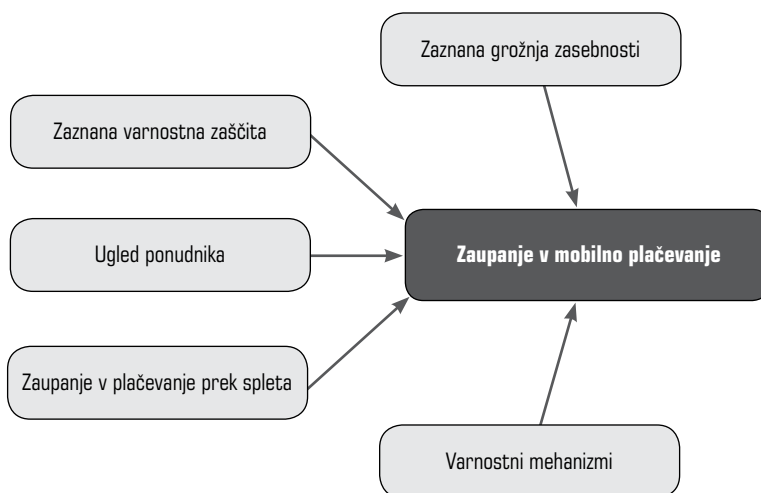 Zaznana grožnja zasebnosti
Zaznana varnostna zaščita
Ugled ponudnika
Zaupanje v mobilno plačevanje
Zaupanje v plačevanje prek spleta
Varnostni mehanizmi